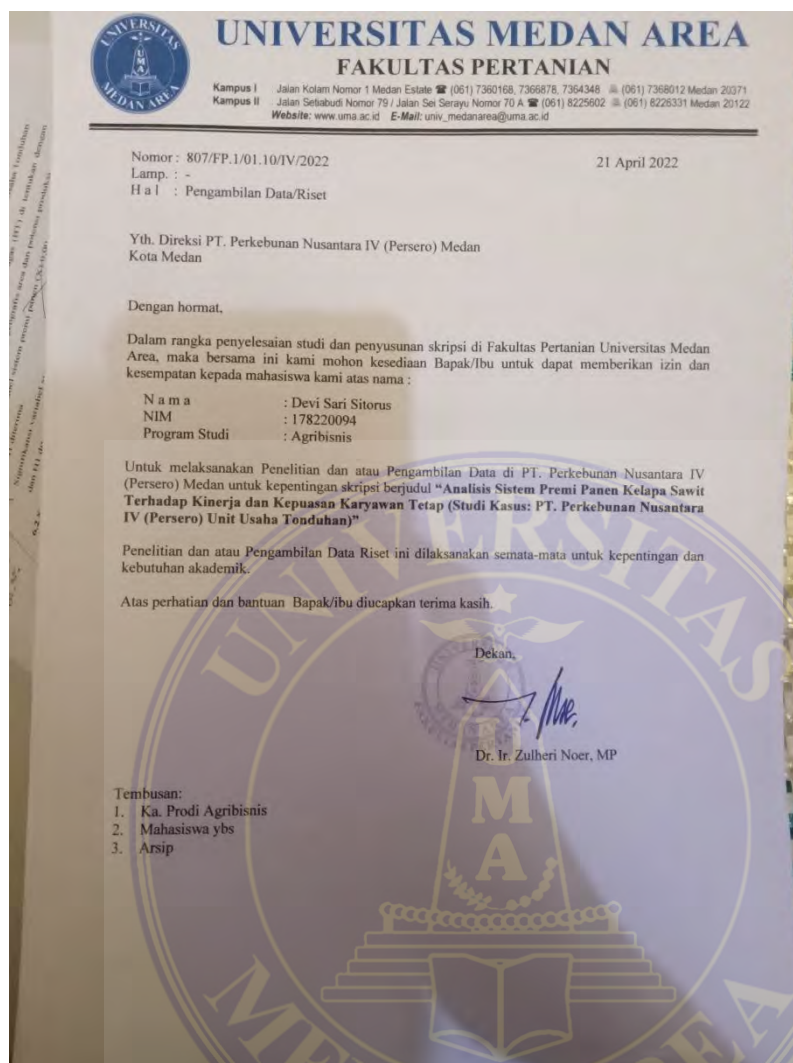 UNIVERSITAS MEDAN AREA
FAKULTAS PERTANIAN
Kampus I Jalan Kolam Nomor 1 Medan Estate ☎ (061) 7360168, 7366878, 7364348 (061) 7368012 Medan 20371
Kampus II Jalan Setiabudi Nomor 79 / Jalan Sei Serayu Nomor 70 A ☎ (061) 8225602 (061) 8226331 Medan 20122
Website: www.uma.ac.id E-Mail: univ_medanarea@uma.ac.id
Nomor : 807/FP.1/01.10/IV/2022 21 April 2022
Lamp. : -
H a l : Pengambilan Data/Riset
Yth. Direksi PT. Perkebunan Nusantara IV (Persero) Medan
Kota Medan
Dengan hormat,
Dalam rangka penyelesaian studi dan penyusunan skripsi di Fakultas Pertanian Universitas Medan
Area, maka bersama ini kami mohon kesediaan Bapak/Ibu untuk dapat memberikan izin dan
kesempatan kepada mahasiswa kami atas nama :
N a m a : Devi Sari Sitorus
NIM : 178220094
Program Studi : Agribisnis
Untuk melaksanakan Penelitian dan atau Pengambilan Data di PT. Perkebunan Nusantara IV
(Persero) Medan untuk kepentingan skripsi berjudul “Analisis Sistem Premi Panen Kelapa Sawit
Terhadap Kinerja dan Kepuasan Karyawan Tetap (Studi Kasus: PT. Perkebunan Nusantara
IV (Persero) Unit Usaha Tonduhan)”
Penelitian dan atau Pengambilan Data Riset ini dilaksanakan semata-mata untuk kepentingan dan
kebutuhan akademik.
Atas perhatian dan bantuan Bapak/ibu diucapkan terima kasih.
Dekan,
Dr. Ir. Zulheri Noer, MP
Tembusan:
1. Ka. Prodi Agribisnis
2. Mahasiswa ybs
3. Arsip